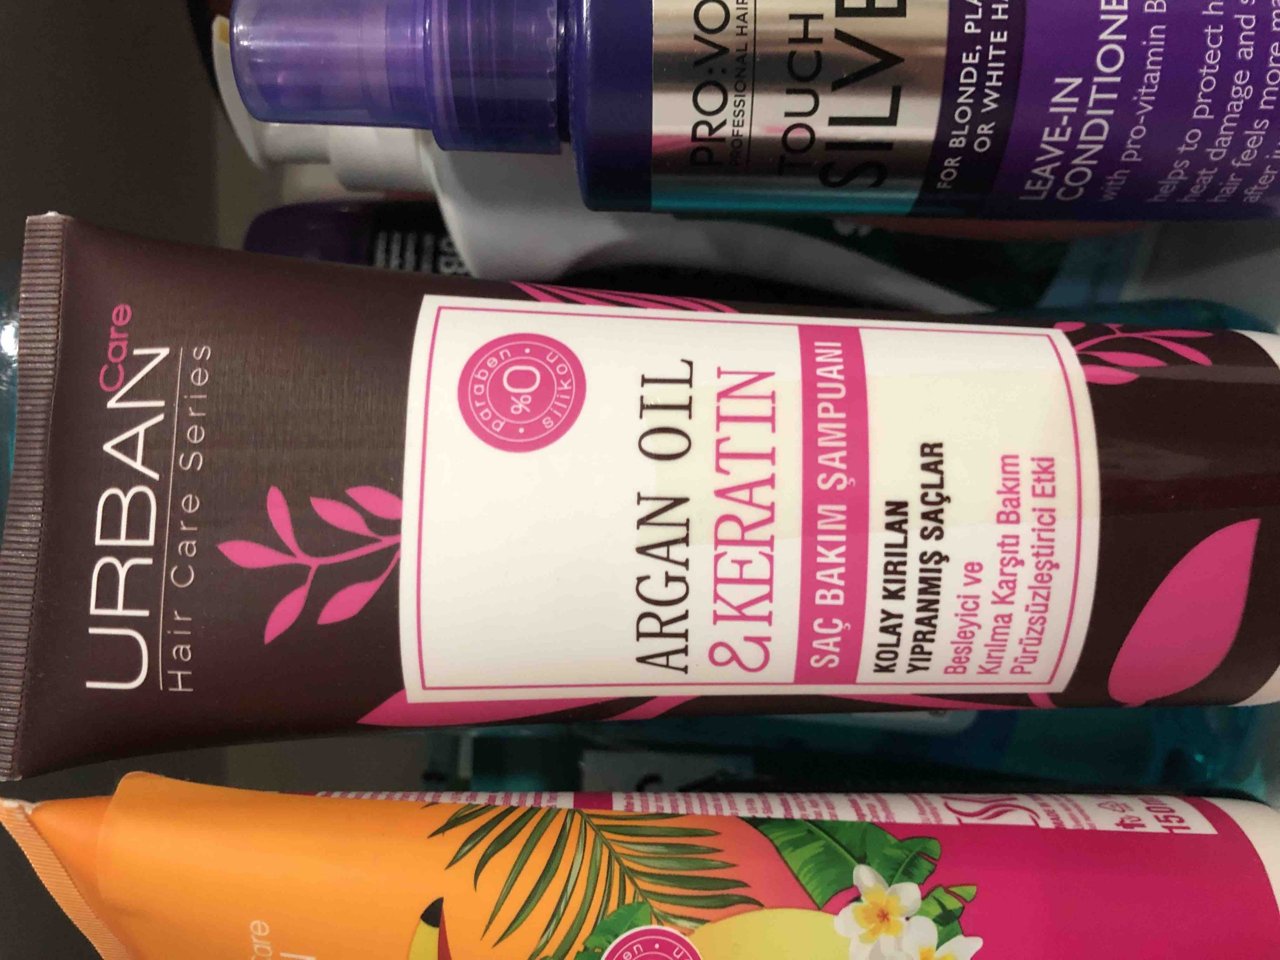 URBAN Care
Hair Care Series
paraben
%0
silikon
ARGAN OIL
& KERATIN
SAÇ BAKIM ŞAMPUANI
KOLAY KIRILAN
YIPRANMIŞ SAÇLAR
Besleyici ve
Kırılma Karşıtı Bakım
Pürüzsüzleştirici Etki
PRO:VO
PROFESSIONAL HAIR
TOUCH
SILVE
FOR BLONDE, PLA
OR WHITE HA
LEAVE-IN
CONDITIONE
with pro-vitamin B
helps to protect h
heat damage and s
hair feels more ma
150m